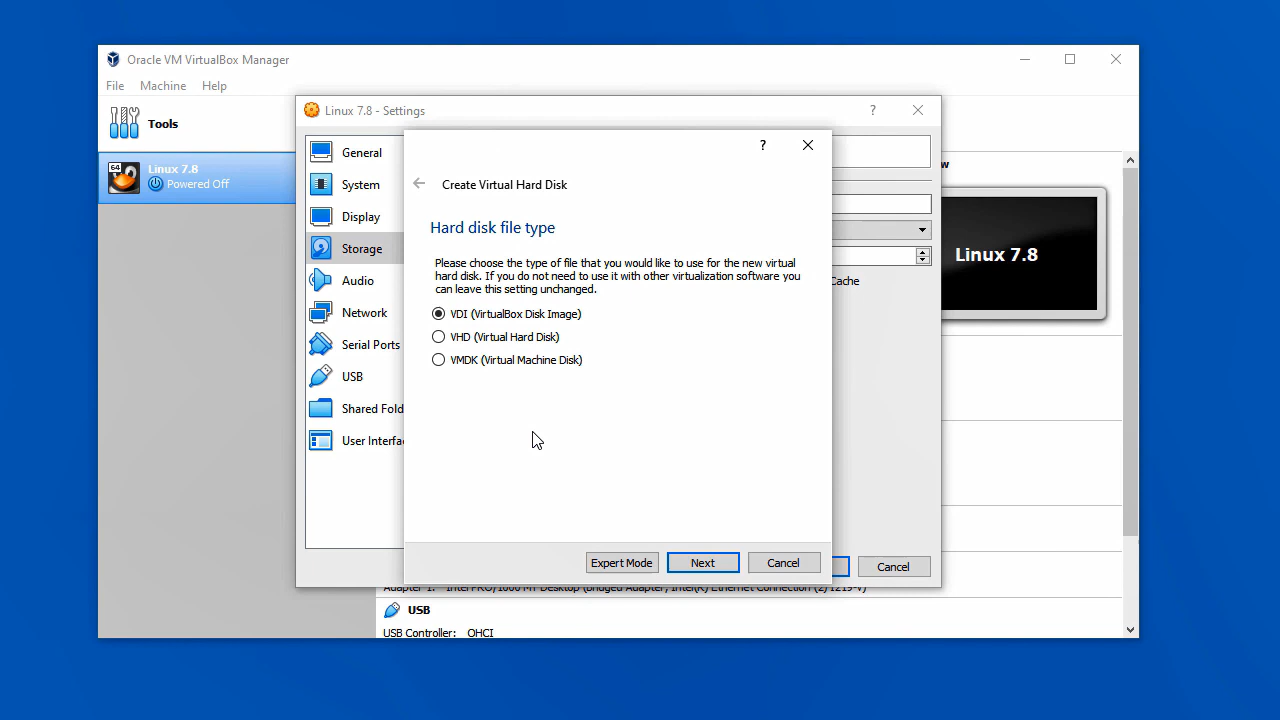 Oracle VM VirtualBox Manager
File Machine Help
Tools
64
Linux 7.8
Powered Off
Linux 7.8 - Settings
?
General
System
Display
Storage
Audio
Network
Serial Ports
USB
Shared Fold
User Interfac
?
Create Virtual Hard Disk
Hard disk file type
Please choose the type of file that you would like to use for the new virtual
hard disk. If you do not need to use it with other virtualization software you
can leave this setting unchanged.
VDI (VirtualBox Disk Image)
VHD (Virtual Hard Disk)
VMDK (Virtual Machine Disk)
Expert Mode
Next
Cancel
Cache
Cancel
w
Linux 7.8
USB
USB Controller: OHCI